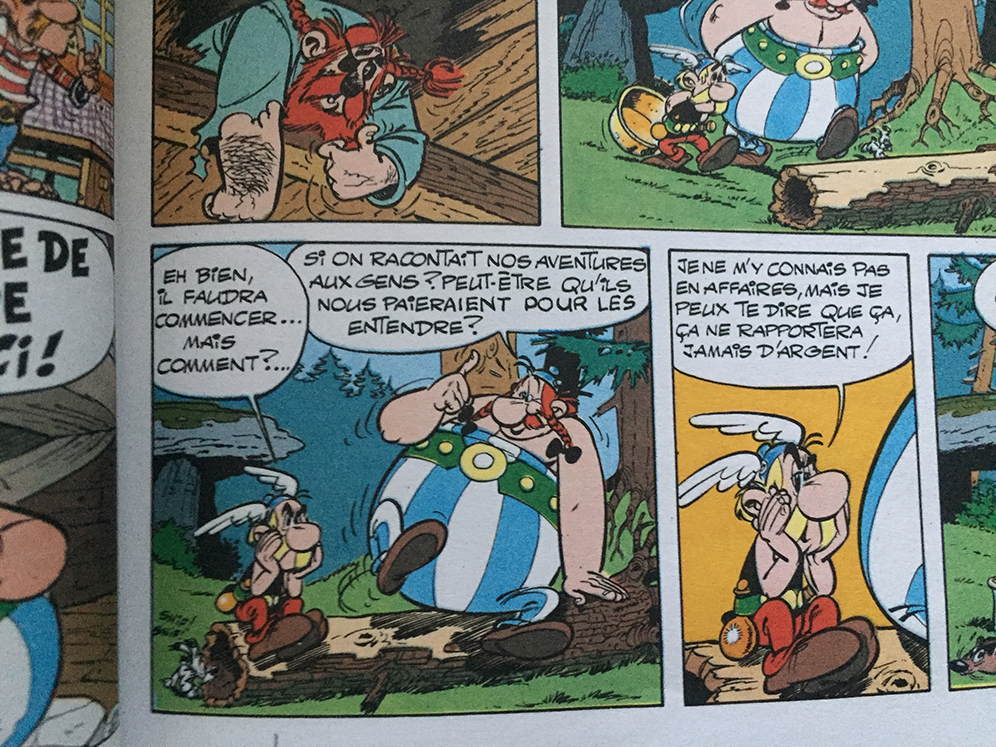 E DE
E
CI!
EH BIEN,
IL FAUDRA
COMMENCER...
MAIS
COMMENT?...
SI ON RACONTAIT NOS AVENTURES
AUX GENS? PEUT-ÊTRE QU'ILS
NOUS PAIERAIENT POUR LES
ENTENDRE?
SNIF!
JE NE M'Y CONNAIS PAS
EN AFFAIRES, MAIS JE
PEUX TE DIRE QUE ÇA,
ÇA NE RAPPORTERA
JAMAIS D'ARGENT!